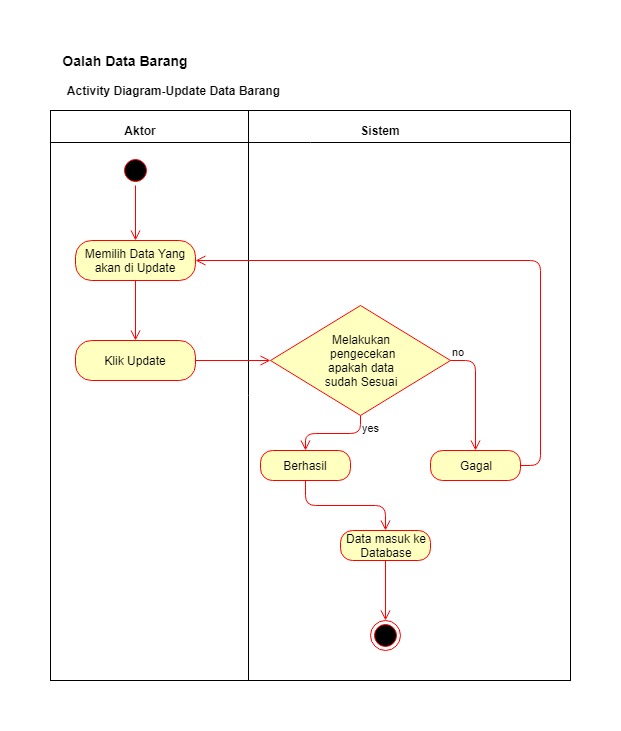 Oalah Data Barang
Activity Diagram-Update Data Barang
Aktor
Sistem
Memilih Data Yang
akan di Update
Klik Update
Melakukan
pengecekan
apakah data
sudah Sesuai
no
yes
Berhasil
Gagal
Data masuk ke
Database